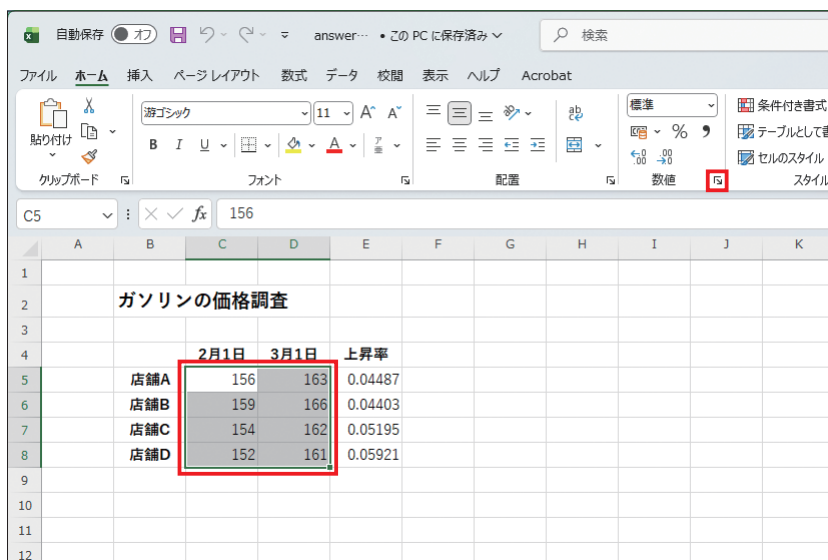 自動保存 オフ answer… • この PC に保存済み 検索
ファイル ホーム 挿入 ページ レイアウト 数式 データ 校閲 表示 ヘルプ Acrobat
貼り付け 游ゴシック 11 A A 標準 条件付き書式
B I U A % 9 テーブルとして書
セルのスタイル
クリップボード フォント 配置 数値 スタイル
C5 fx 156
A B C D E F G H I J K
1
2 ガソリンの価格調査
3
4 2月1日 3月1日 上昇率
5 店舗A 156 163 0.04487
6 店舗B 159 166 0.04403
7 店舗C 154 162 0.05195
8 店舗D 152 161 0.05921
9
10
11
12